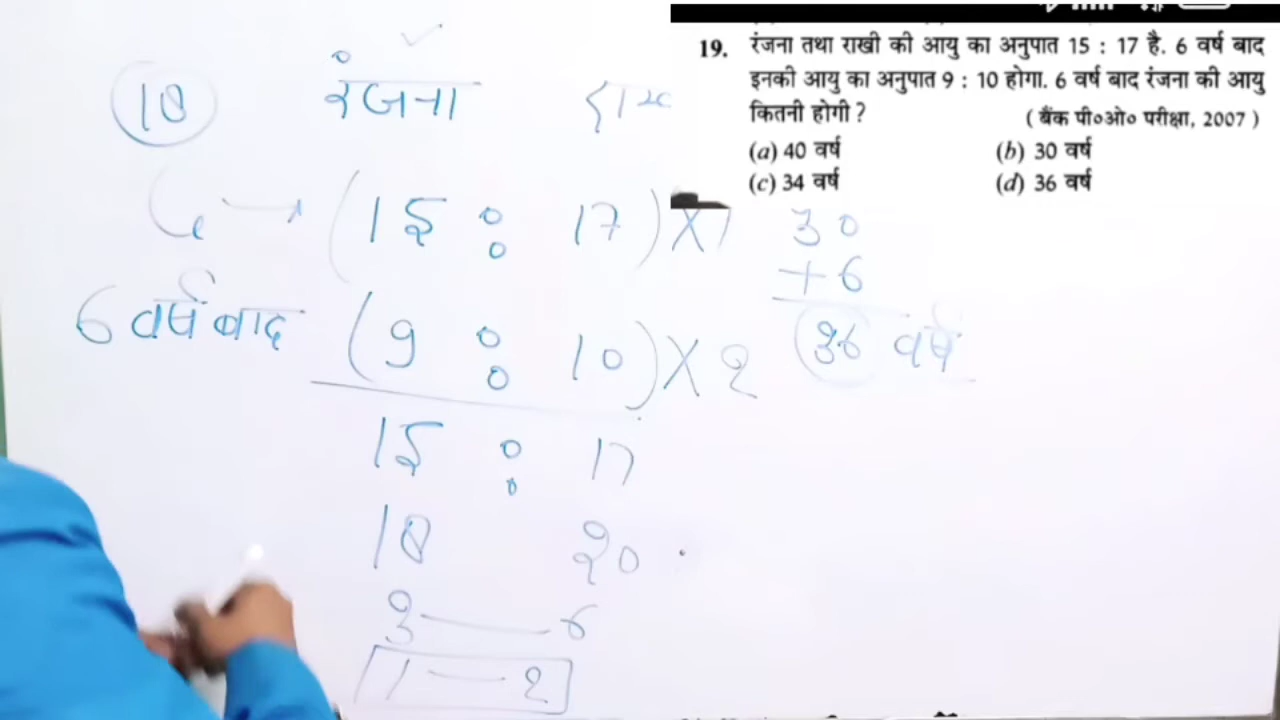 19. रंजना तथा राखी की आयु का अनुपात 15 : 17 है. 6 वर्ष बाद
इनकी आयु का अनुपात 9 : 10 होगा. 6 वर्ष बाद रंजना की आयु
कितनी होगी ? ( बैंक पी०ओ० परीक्षा, 2007 )
(a) 40 वर्ष (b) 30 वर्ष
(c) 34 वर्ष (d) 36 वर्ष
रंजना
(15 : 17) X 1
6 वर्ष बाद (9 : 10) X 2
15 : 17
18 20
3 — 6
1 — 2
30
+ 6
36 वर्ष